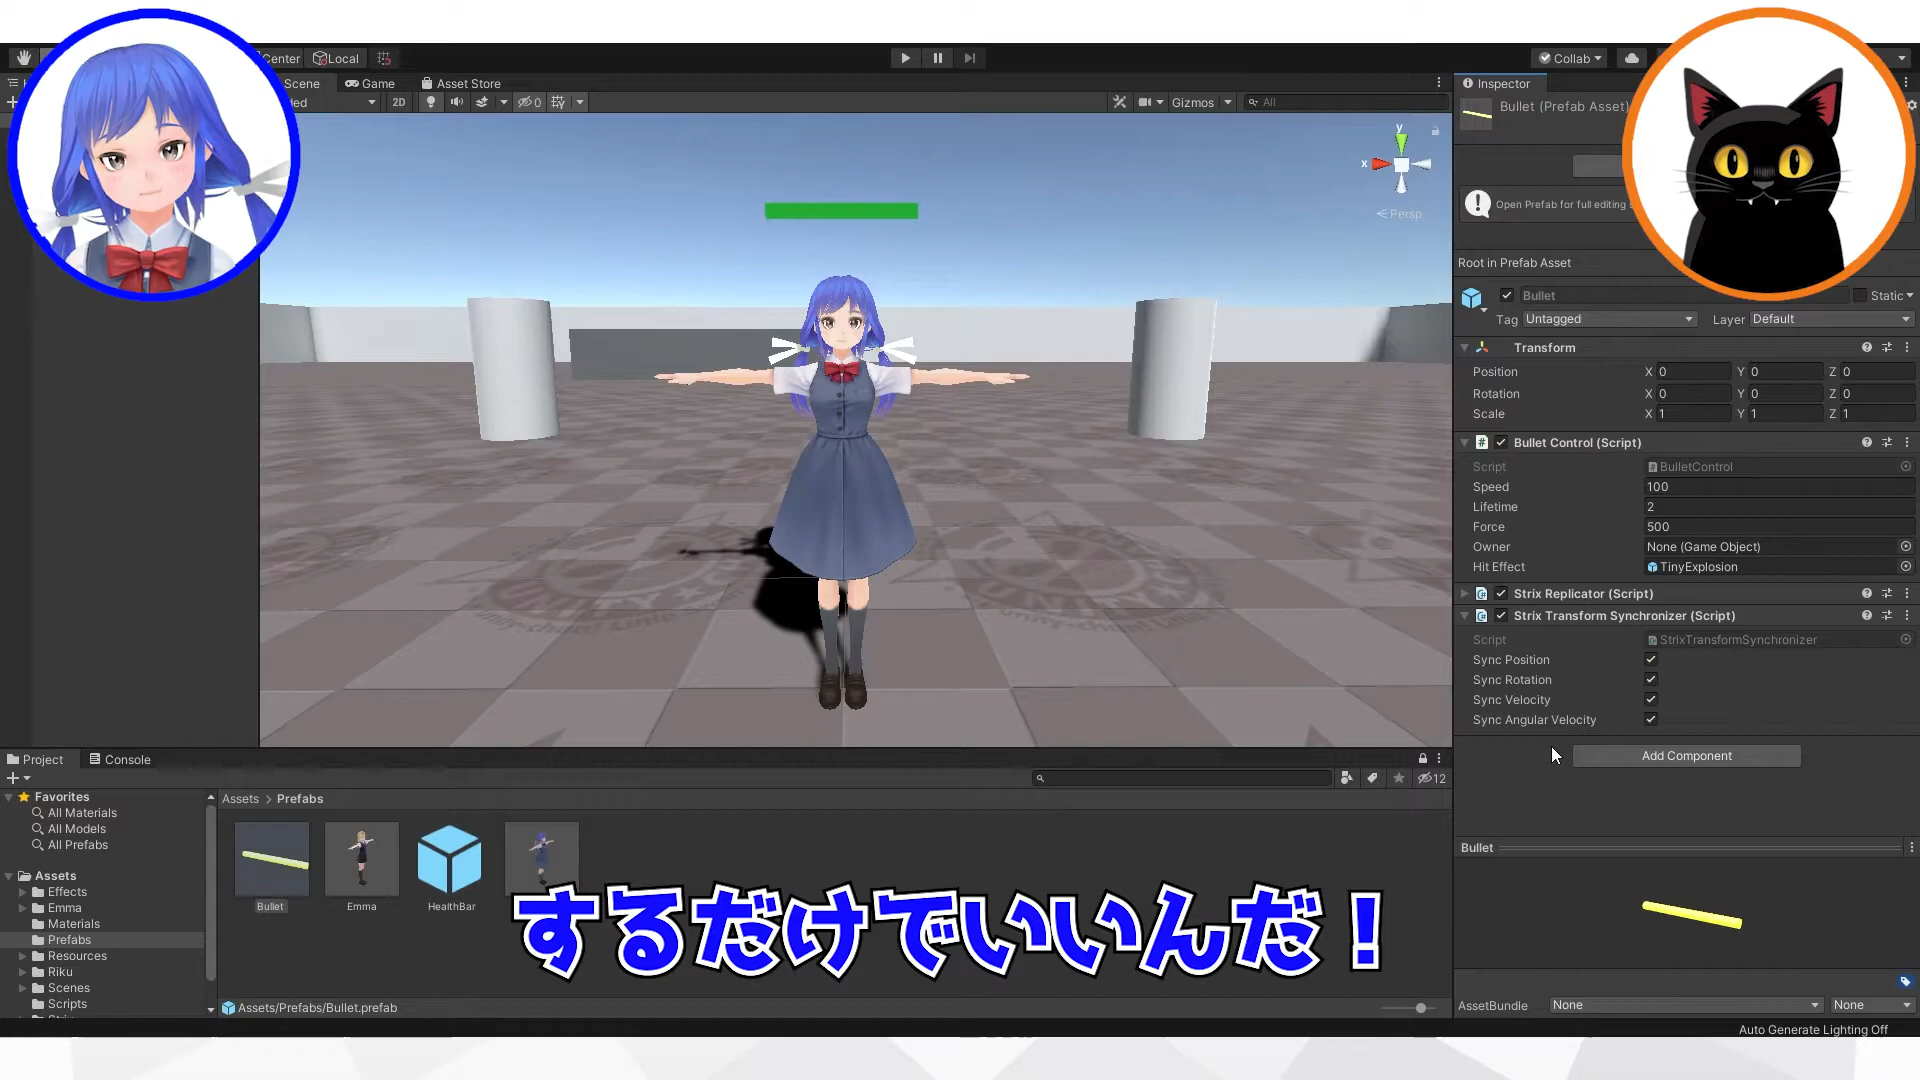 Center
Local
Collab
Scene
Game
Asset Store
ded
2D
0
Gizmos
All
y
x
Persp
Inspector
Bullet (Prefab Asset)
Open Prefab for full editing
Root in Prefab Asset
Bullet
Static
Tag Untagged
Layer Default
Transform
Position X 0 Y 0 Z 0
Rotation X 0 Y 0 Z 0
Scale X 1 Y 1 Z 1
Bullet Control (Script)
Script BulletControl
Speed 100
Lifetime 2
Force 500
Owner None (Game Object)
Hit Effect TinyExplosion
Strix Replicator (Script)
Strix Transform Synchronizer (Script)
Script StrixTransformSynchronizer
Sync Position
Sync Rotation
Sync Velocity
Sync Angular Velocity
Add Component
Bullet
AssetBundle None None
Project
Console
12
Favorites
All Materials
All Models
All Prefabs
Assets
Effects
Emma
Materials
Prefabs
Resources
Riku
Scenes
Scripts
Assets > Prefabs
Bullet
Emma
HealthBar
するだけでいいんだ！
Assets/Prefabs/Bullet.prefab
Auto Generate Lighting Off